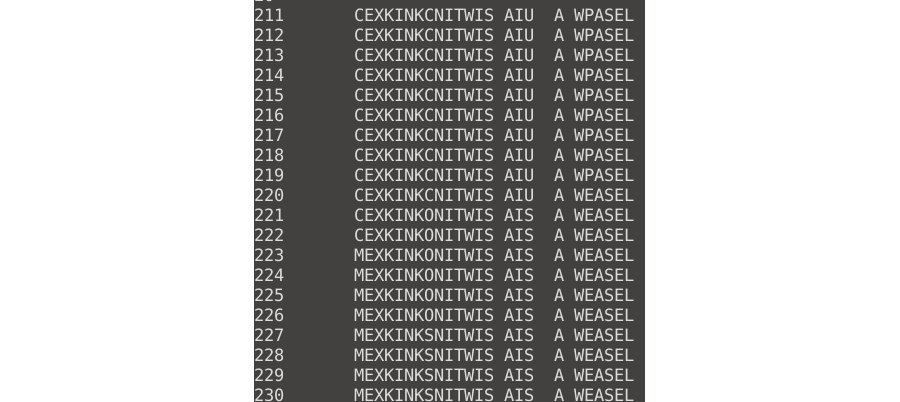 211       CEXKINKCNITWIS AIU  A WPASEL
212       CEXKINKCNITWIS AIU  A WPASEL
213       CEXKINKCNITWIS AIU  A WPASEL
214       CEXKINKCNITWIS AIU  A WPASEL
215       CEXKINKCNITWIS AIU  A WPASEL
216       CEXKINKCNITWIS AIU  A WPASEL
217       CEXKINKCNITWIS AIU  A WPASEL
218       CEXKINKCNITWIS AIU  A WPASEL
219       CEXKINKCNITWIS AIU  A WPASEL
220       CEXKINKCNITWIS AIU  A WEASEL
221       CEXKINKONITWIS AIS  A WEASEL
222       CEXKINKONITWIS AIS  A WEASEL
223       MEXKINKONITWIS AIS  A WEASEL
224       MEXKINKONITWIS AIS  A WEASEL
225       MEXKINKONITWIS AIS  A WEASEL
226       MEXKINKONITWIS AIS  A WEASEL
227       MEXKINKSNITWIS AIS  A WEASEL
228       MEXKINKSNITWIS AIS  A WEASEL
229       MEXKINKSNITWIS AIS  A WEASEL
230       MEXKINKSNITWIS AIS  A WEASEL